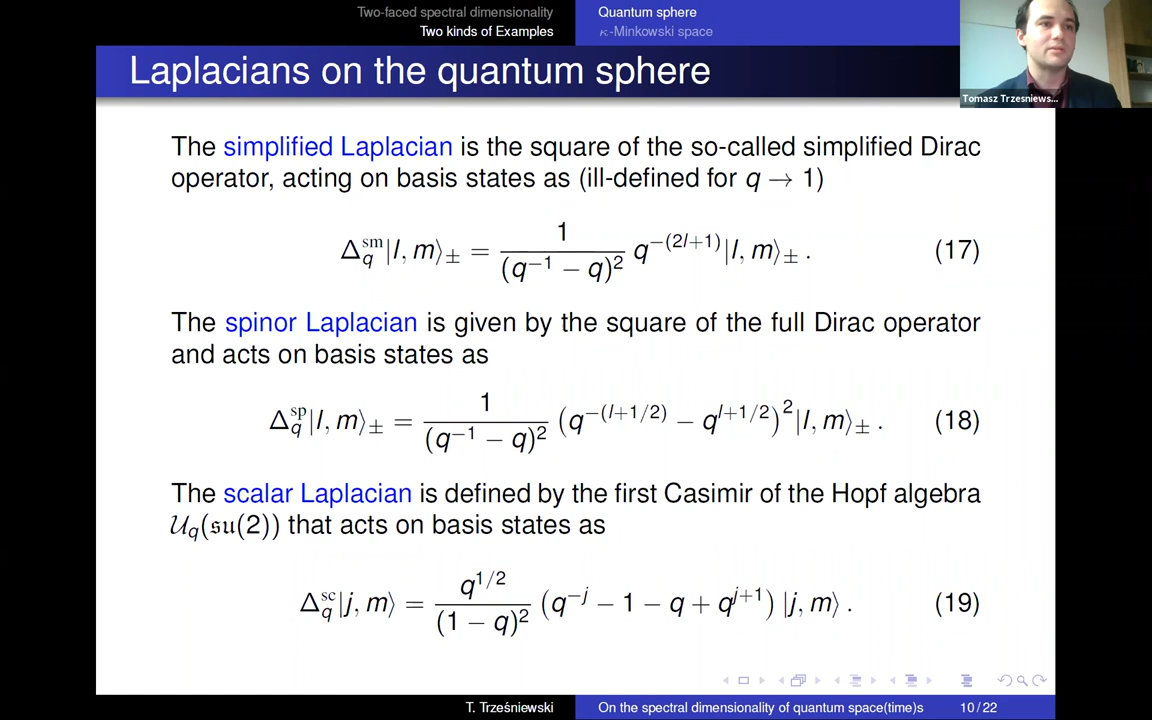 Two-faced spectral dimensionality
Two kinds of Examples
Quantum sphere
κ-Minkowski space
Laplacians on the quantum sphere
Tomasz Trzesniews...
The simplified Laplacian is the square of the so-called simplified Dirac
operator, acting on basis states as (ill-defined for q → 1)
Δ_q^sm |l, m⟩_± = 1/(q^{-1} − q)^2 q^{-(2l+1)} |l, m⟩_± . (17)
The spinor Laplacian is given by the square of the full Dirac operator
and acts on basis states as
Δ_q^sp |l, m⟩_± = 1/(q^{-1} − q)^2 (q^{-(l+1/2)} − q^{l+1/2})^2 |l, m⟩_± . (18)
The scalar Laplacian is defined by the first Casimir of the Hopf algebra
𝒰_q(𝔰𝔲(2)) that acts on basis states as
Δ_q^sc |j, m⟩ = q^{1/2}/(1 − q)^2 (q^{-j} − 1 − q + q^{j+1}) |j, m⟩ . (19)
T. Trześniewski
On the spectral dimensionality of quantum space(time)s
10/22